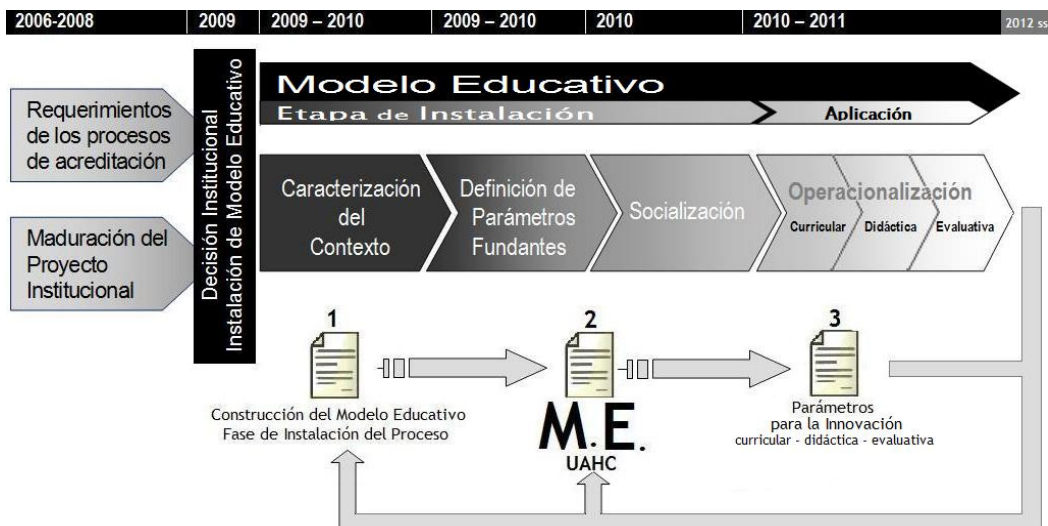 2006-2008
2009
2009 – 2010
2009 – 2010
2010
2010 – 2011
2012 ss
Requerimientos
de los procesos
de acreditación
Maduración del
Proyecto
Institucional
Decisión Institucional
Instalación de Modelo Educativo
Modelo Educativo
Etapa de Instalación
Aplicación
Caracterización
del
Contexto
Definición de
Parámetros
Fundantes
Socialización
Operacionalización
Curricular
Didáctica
Evaluativa
1
Construcción del Modelo Educativo
Fase de Instalación del Proceso
2
M.E.
UAHC
3
Parámetros
para la Innovación
curricular - didáctica - evaluativa